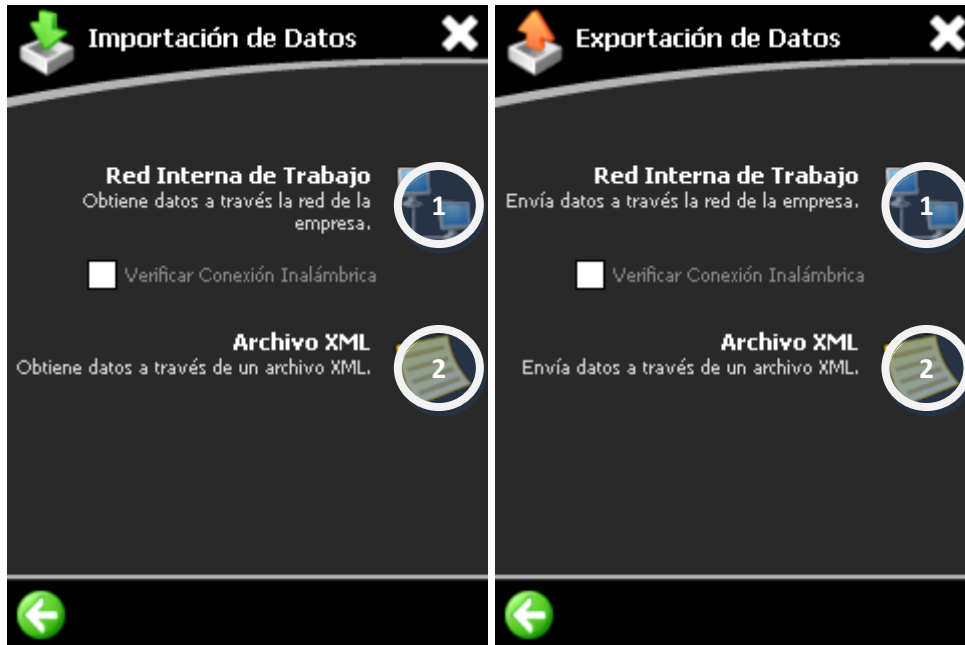 Importación de Datos
Red Interna de Trabajo
1
Obtiene datos a través la red de la
empresa.
Verificar Conexión Inalámbrica
Archivo XML
2
Obtiene datos a través de un archivo XML.
Exportación de Datos
Red Interna de Trabajo
1
Envía datos a través la red de la empresa.
Verificar Conexión Inalámbrica
Archivo XML
2
Envía datos a través de un archivo XML.